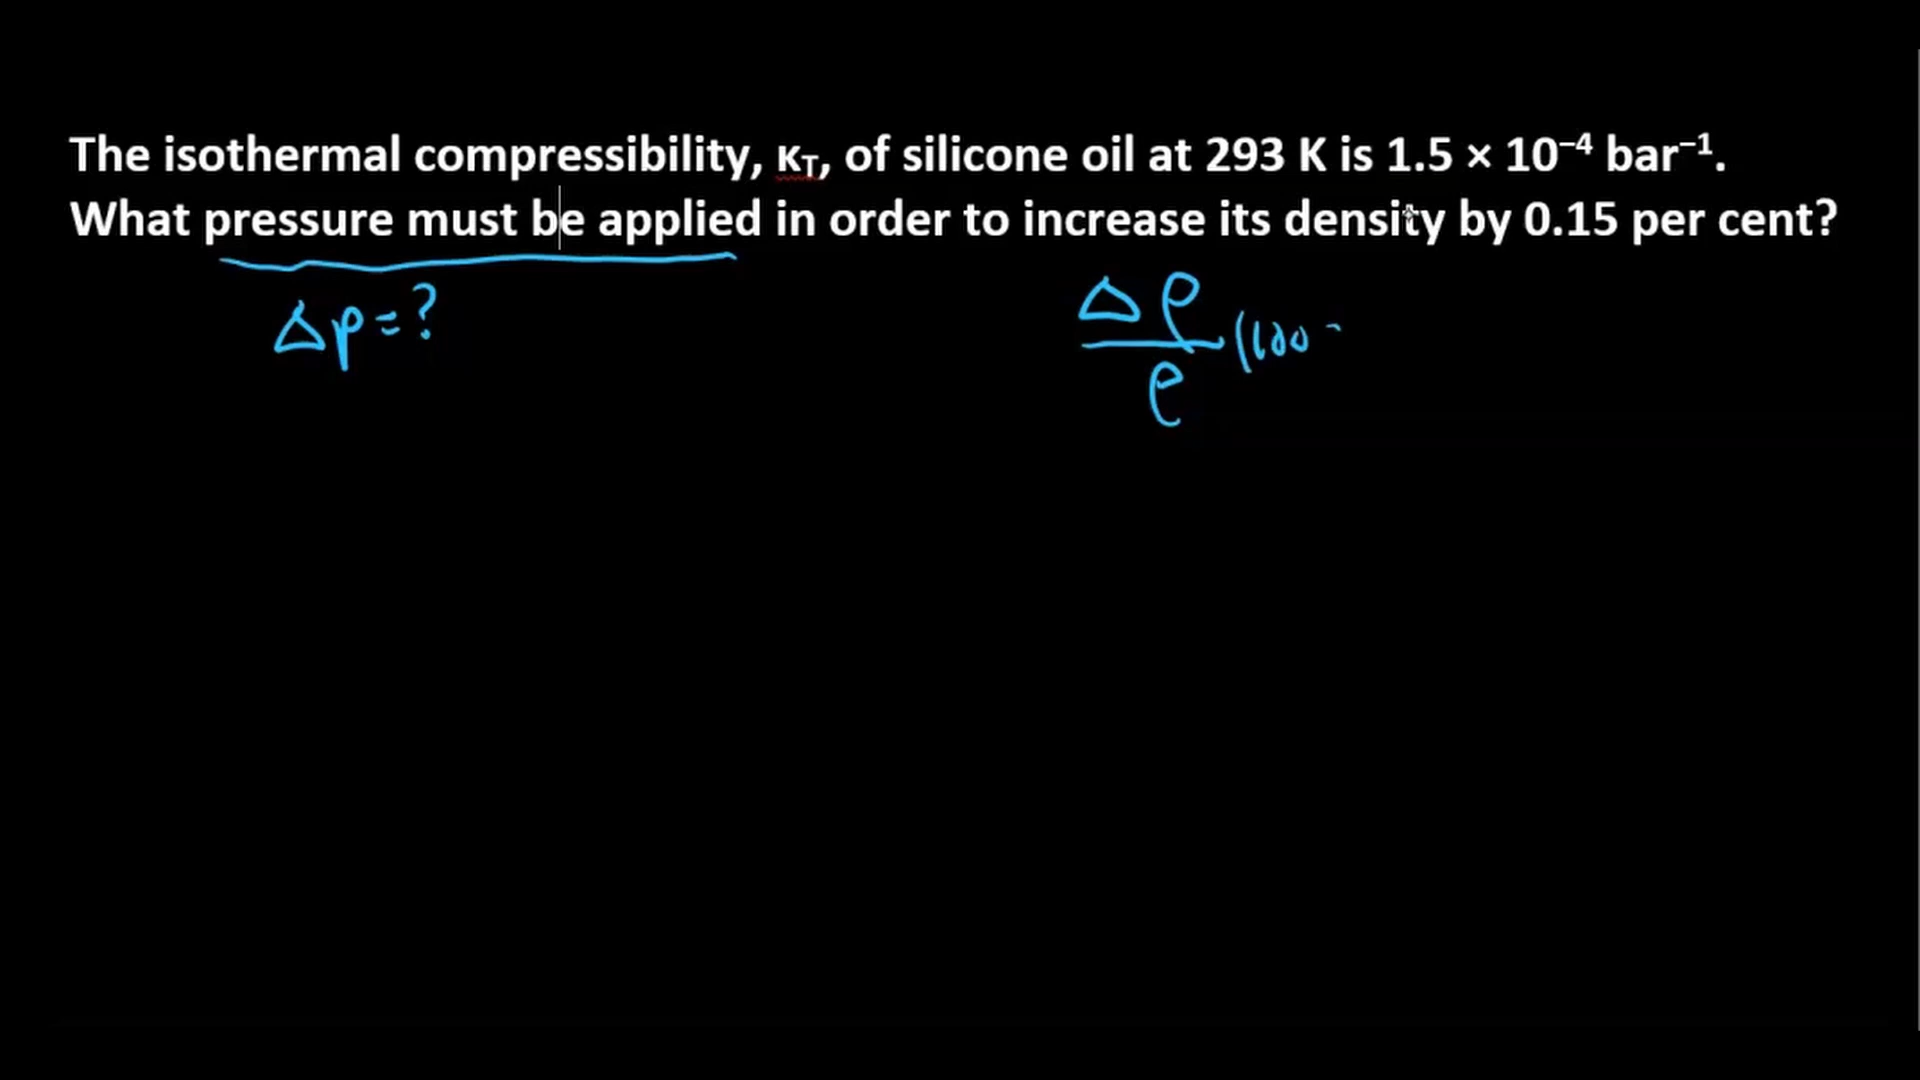 The isothermal compressibility, κT, of silicone oil at 293 K is 1.5 × 10⁻⁴ bar⁻¹.
What pressure must be applied in order to increase its density by 0.15 per cent?
Δp=?
Δρ
ρ
(100